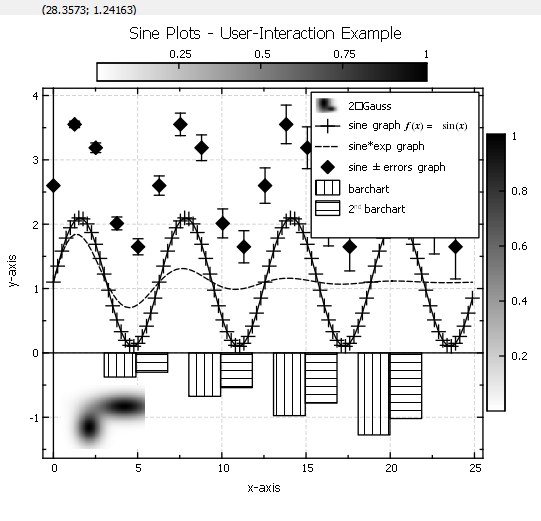 (28.3573; 1.24163)
Sine Plots - User-Interaction Example
0.25 0.5 0.75 1
2□Gauss
sine graph f(x) = sin(x)
sine*exp graph
sine ± errors graph
barchart
2nd barchart
y-axis
4
3
2
1
0
-1
0 5 10 15 20 25
x-axis
1
0.8
0.6
0.4
0.2